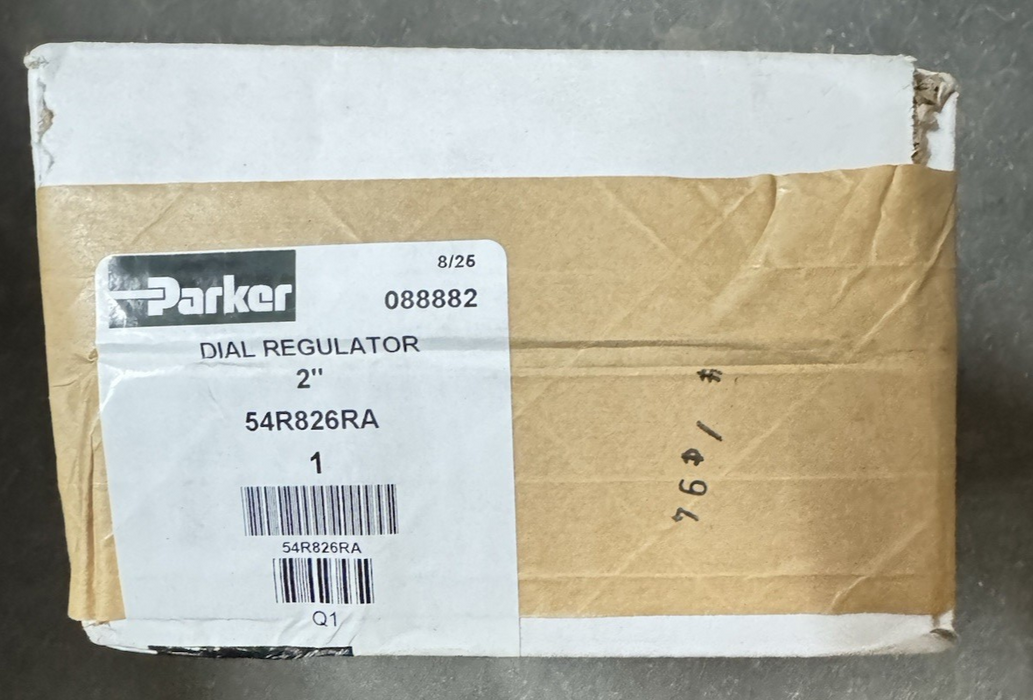 Parker
8/25
088882
DIAL REGULATOR
2"
54R826RA
1
54R826RA
Q1